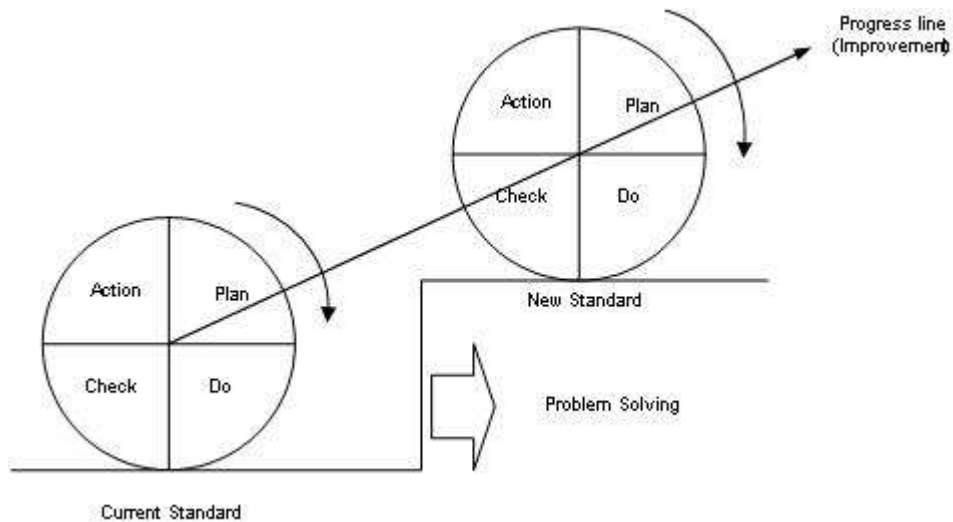 Progress line
(Improvement)
Action
Plan
Check
Do
New Standard
Action
Plan
Check
Do
Problem Solving
Current Standard